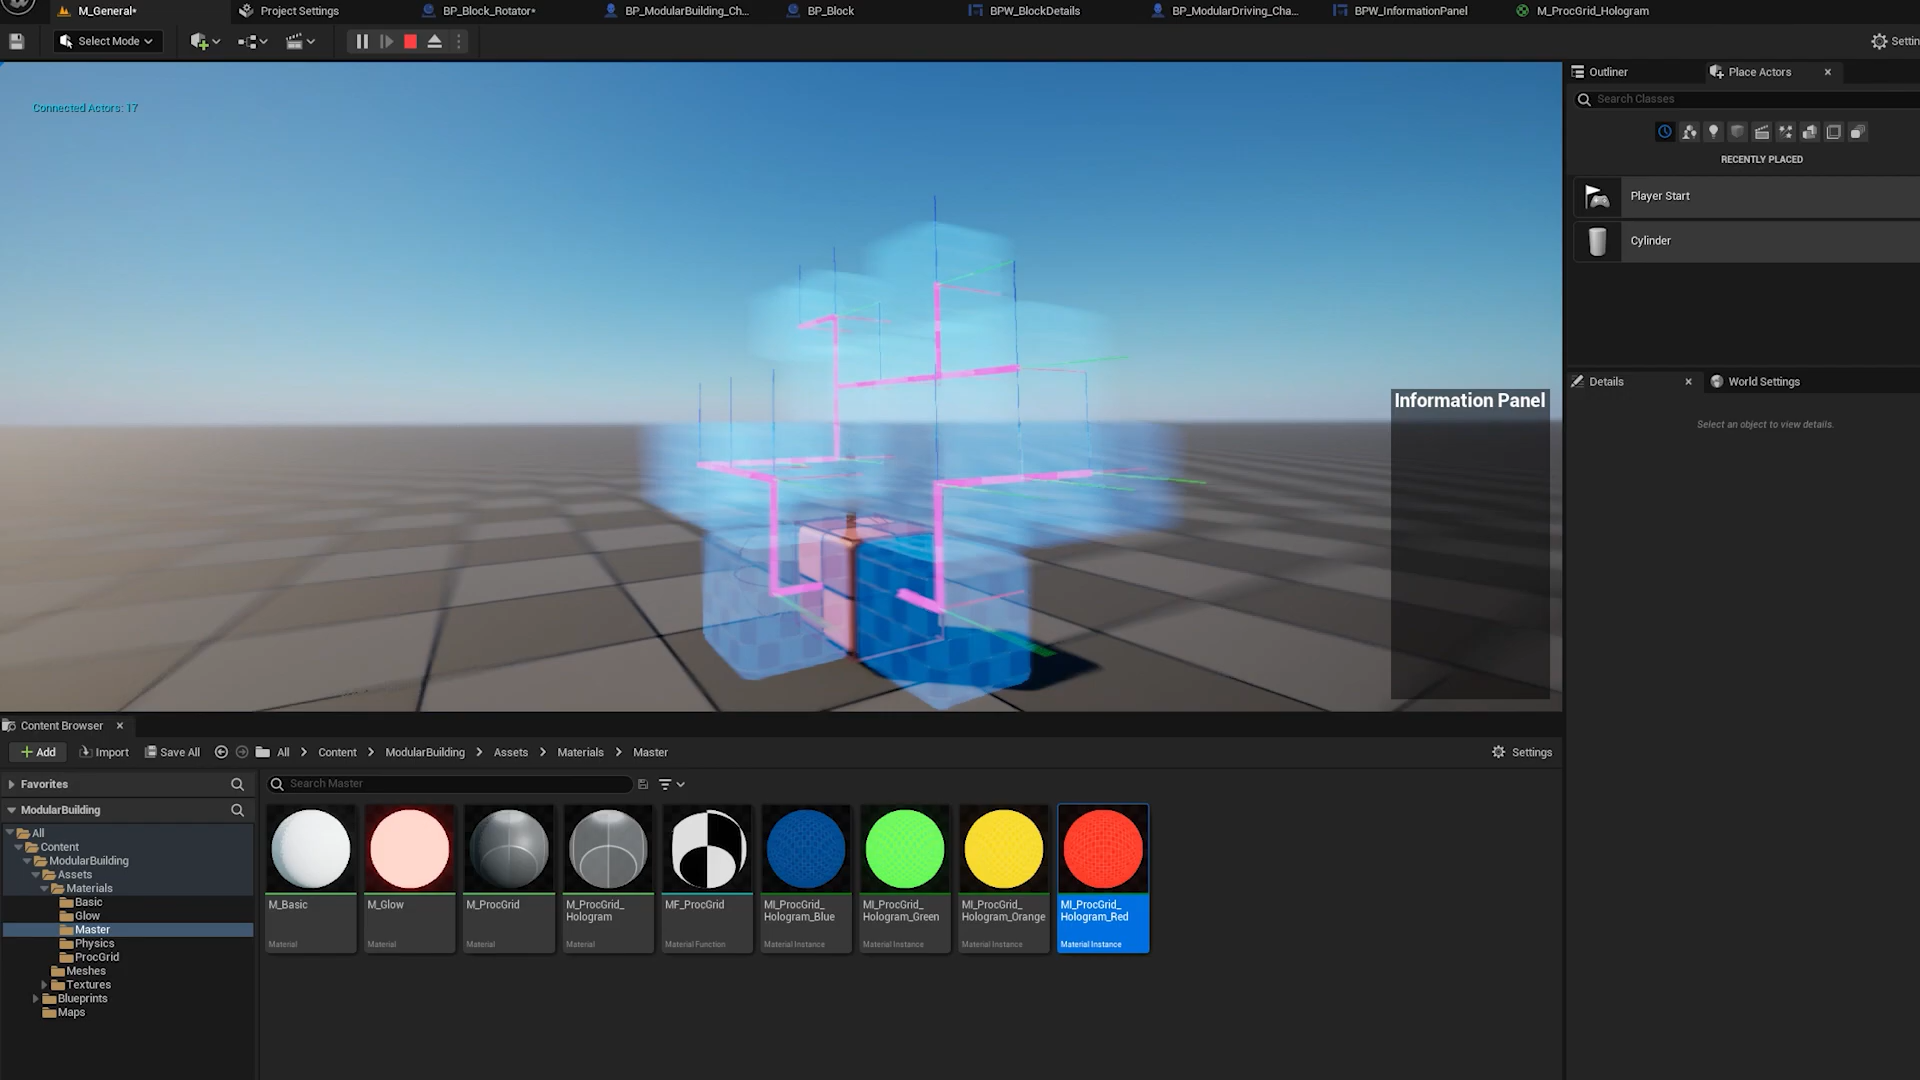 M_General*
Project Settings
BP_Block_Rotator*
BP_ModularBuilding_Ch...
BP_Block
BPW_BlockDetails
BP_ModularDriving_Cha...
BPW_InformationPanel
M_ProcGrid_Hologram
Select Mode
Settin
Connected Actors: 17
Outliner
Place Actors
Search Classes
RECENTLY PLACED
Player Start
Cylinder
Details
World Settings
Select an object to view details.
Information Panel
Content Browser
Add
Import
Save All
All
Content
ModularBuilding
Assets
Materials
Master
Settings
Favorites
Search Master
ModularBuilding
All
Content
ModularBuilding
Assets
Materials
Basic
Glow
Master
Physics
ProcGrid
Meshes
Textures
Blueprints
Maps
M_Basic
Material
M_Glow
Material
M_ProcGrid
Material
M_ProcGrid_
Hologram
Material
MF_ProcGrid
Material Function
MI_ProcGrid_
Hologram_Blue
Material Instance
MI_ProcGrid_
Hologram_Green
Material Instance
MI_ProcGrid_
Hologram_Orange
Material Instance
MI_ProcGrid_
Hologram_Red
Material Instance